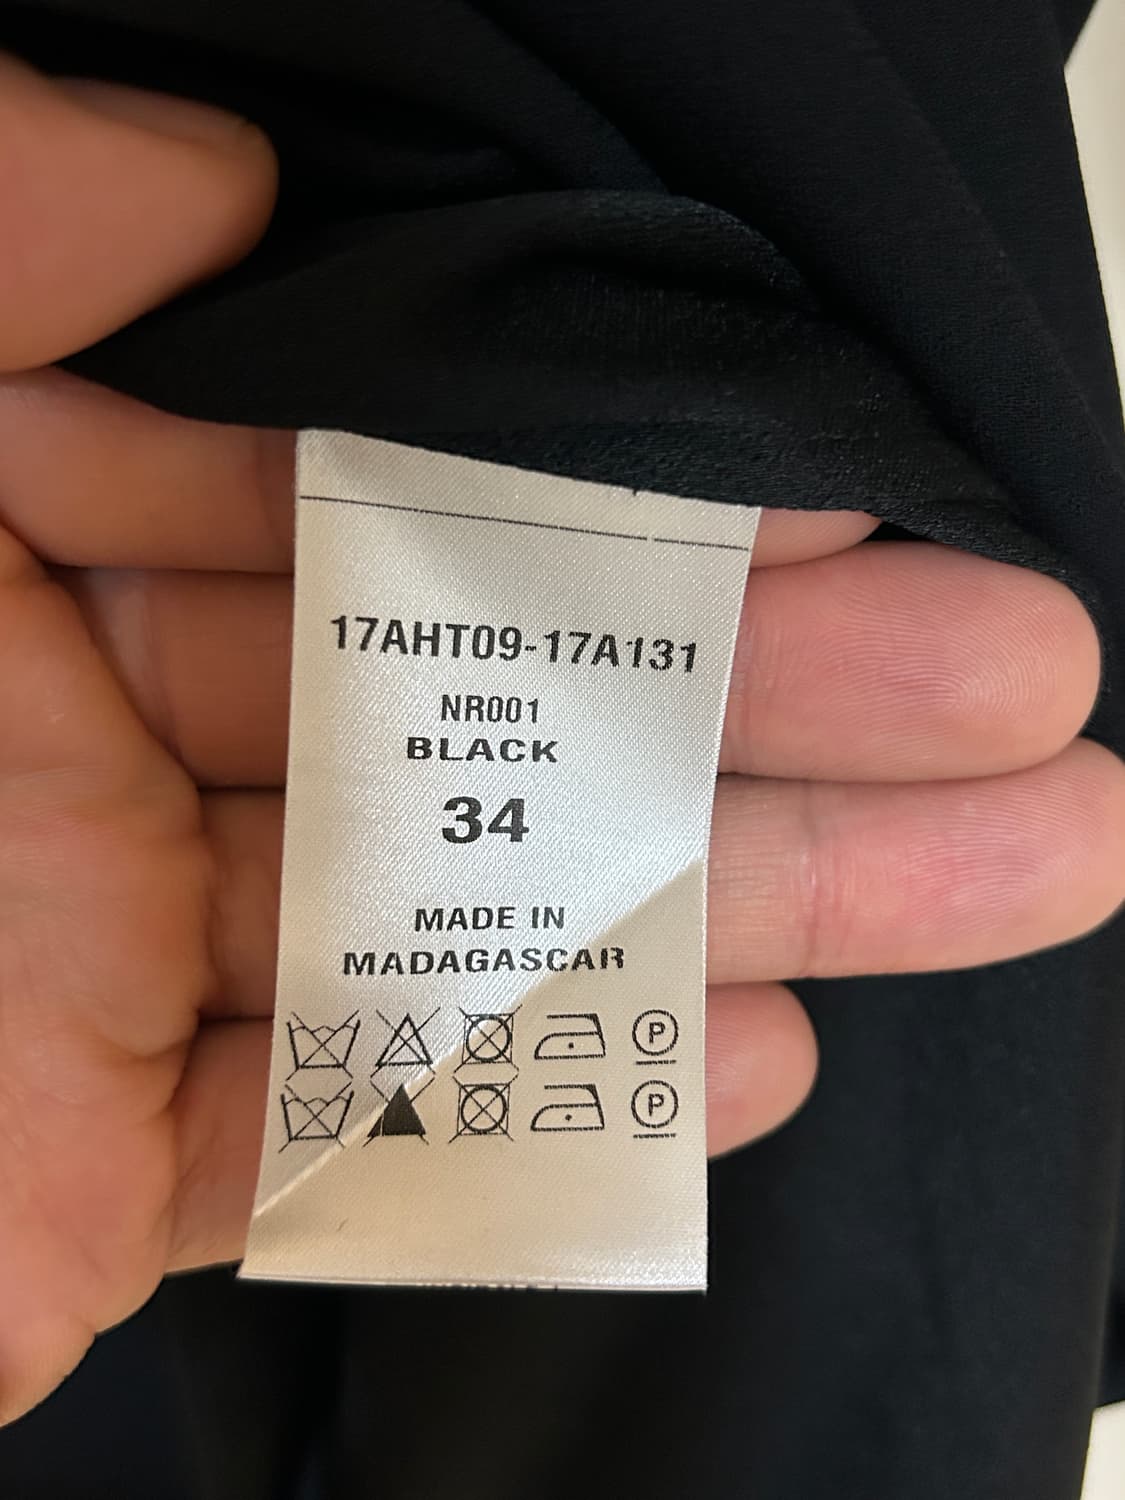 17AHT09-17A131
NR001
BLACK
34
MADE IN
MADAGASCAR
P
P